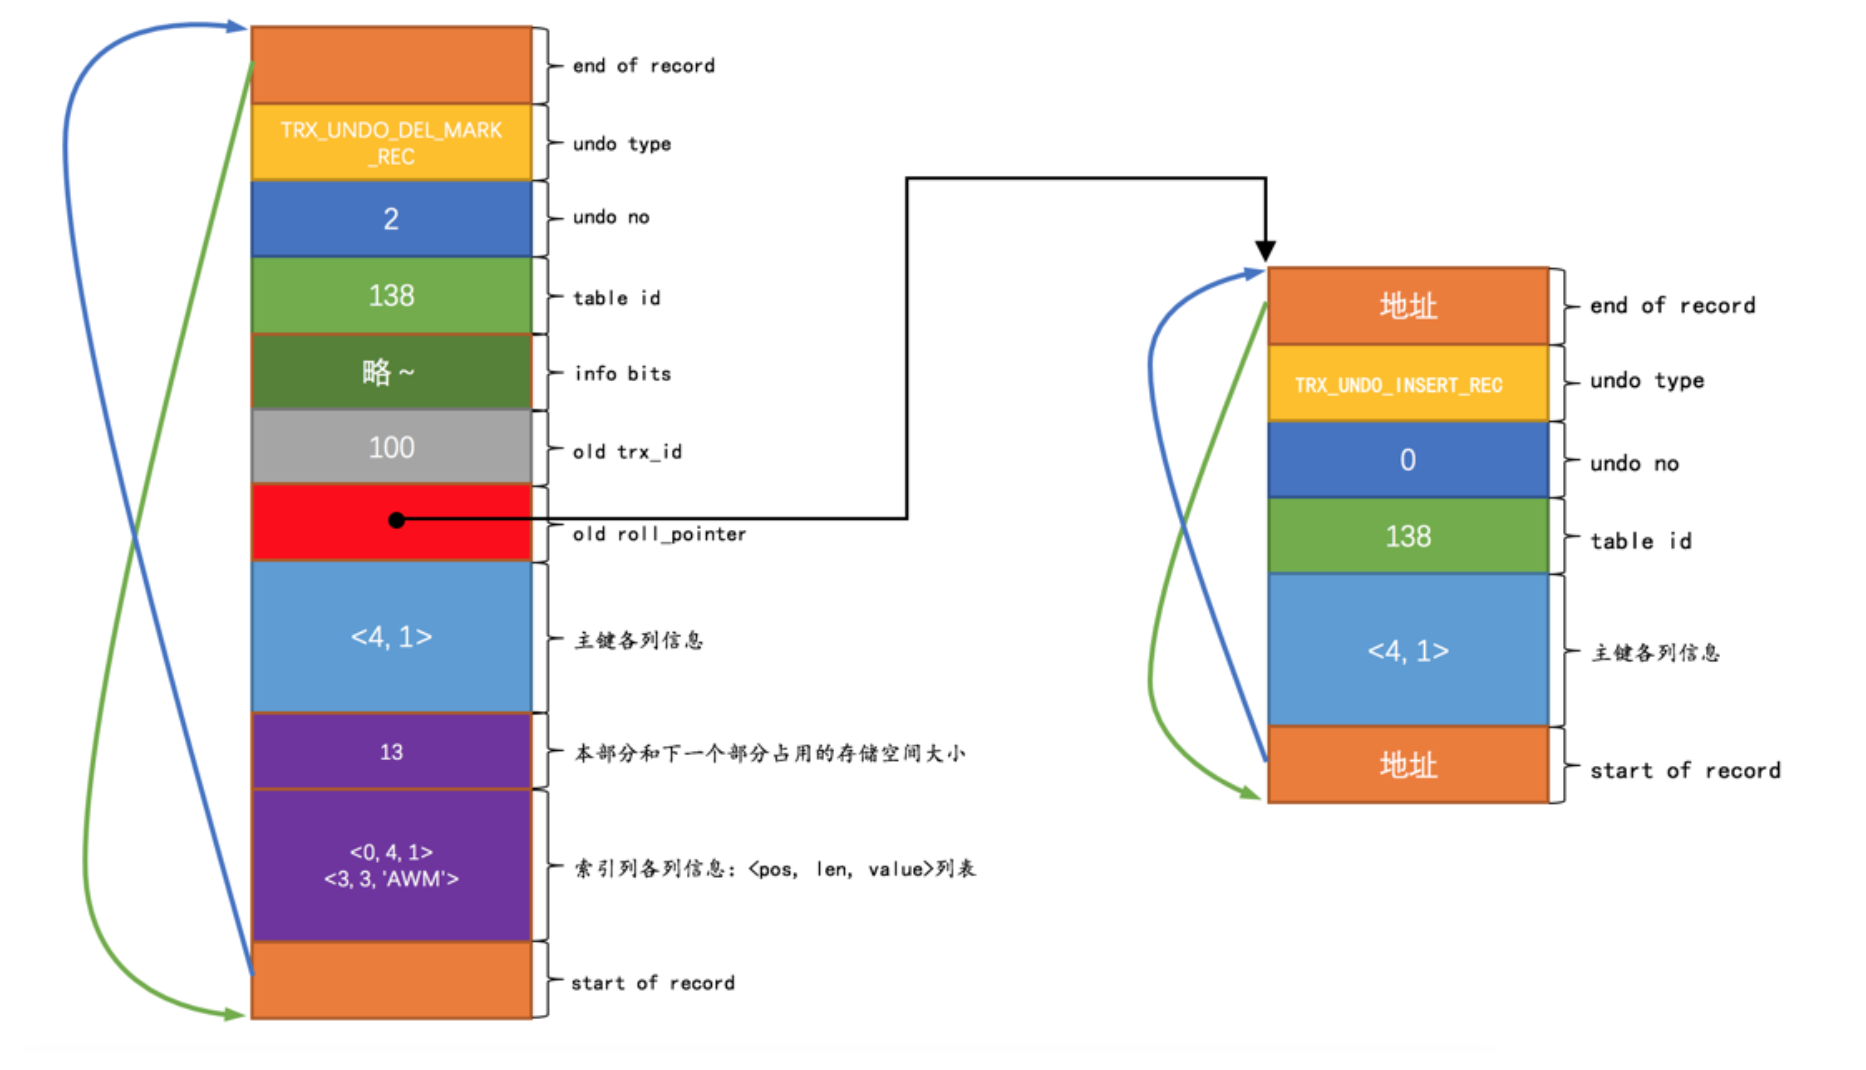 end of record
TRX_UNDO_DEL_MARK
_REC
undo type
2
undo no
138
table id
略~
info bits
100
old trx_id
old roll_pointer
<4, 1>
主键各列信息
13
本部分和下一个部分占用的存储空间大小
<0, 4, 1>
<3, 3, 'AWM'>
索引列各列信息: <pos, len, value>列表
start of record
地址
end of record
TRX_UNDO_INSERT_REC
undo type
0
undo no
138
table id
<4, 1>
主键各列信息
地址
start of record